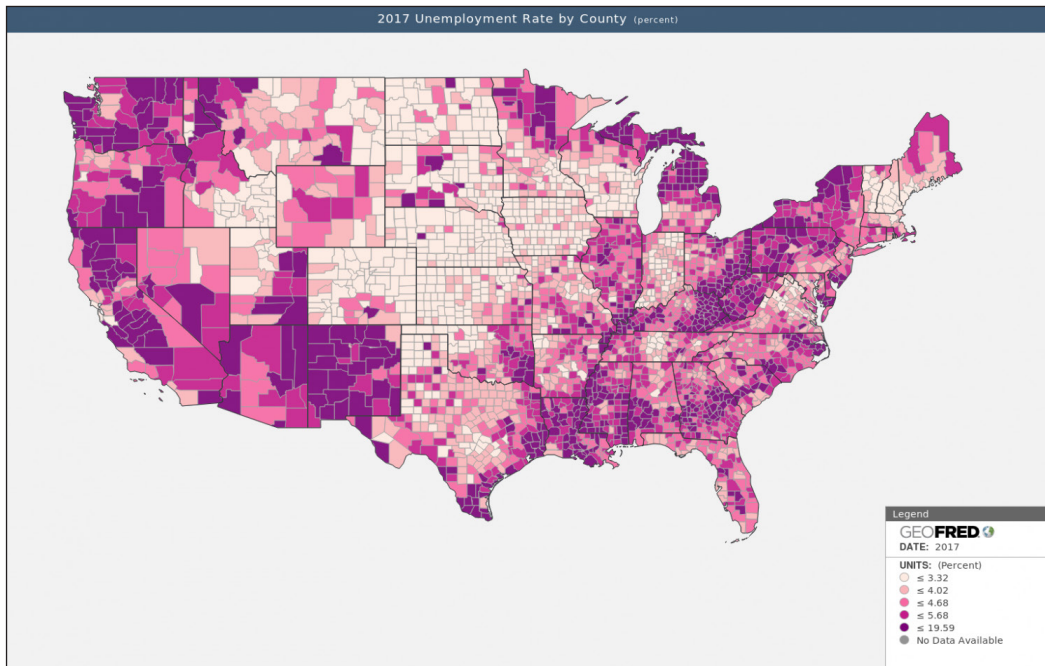 2017 Unemployment Rate by County (percent)
Legend
GEOFRED
DATE: 2017
UNITS: (Percent)
≤ 3.32
≤ 4.02
≤ 4.68
≤ 5.68
≤ 19.59
No Data Available